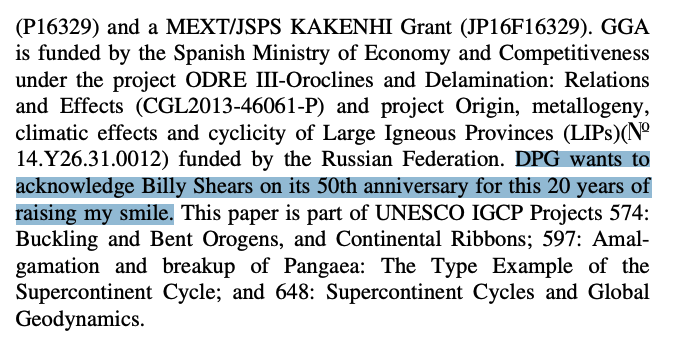 (P16329) and a MEXT/JSPS KAKENHI Grant (JP16F16329). GGA
is funded by the Spanish Ministry of Economy and Competitiveness
under the project ODRE III-Oroclines and Delamination: Relations
and Effects (CGL2013-46061-P) and project Origin, metallogeny,
climatic effects and cyclicity of Large Igneous Provinces (LIPs)(№
14.Y26.31.0012) funded by the Russian Federation. DPG wants to
acknowledge Billy Shears on its 50th anniversary for this 20 years of
raising my smile. This paper is part of UNESCO IGCP Projects 574:
Buckling and Bent Orogens, and Continental Ribbons; 597: Amal-
gamation and breakup of Pangaea: The Type Example of the
Supercontinent Cycle; and 648: Supercontinent Cycles and Global
Geodynamics.